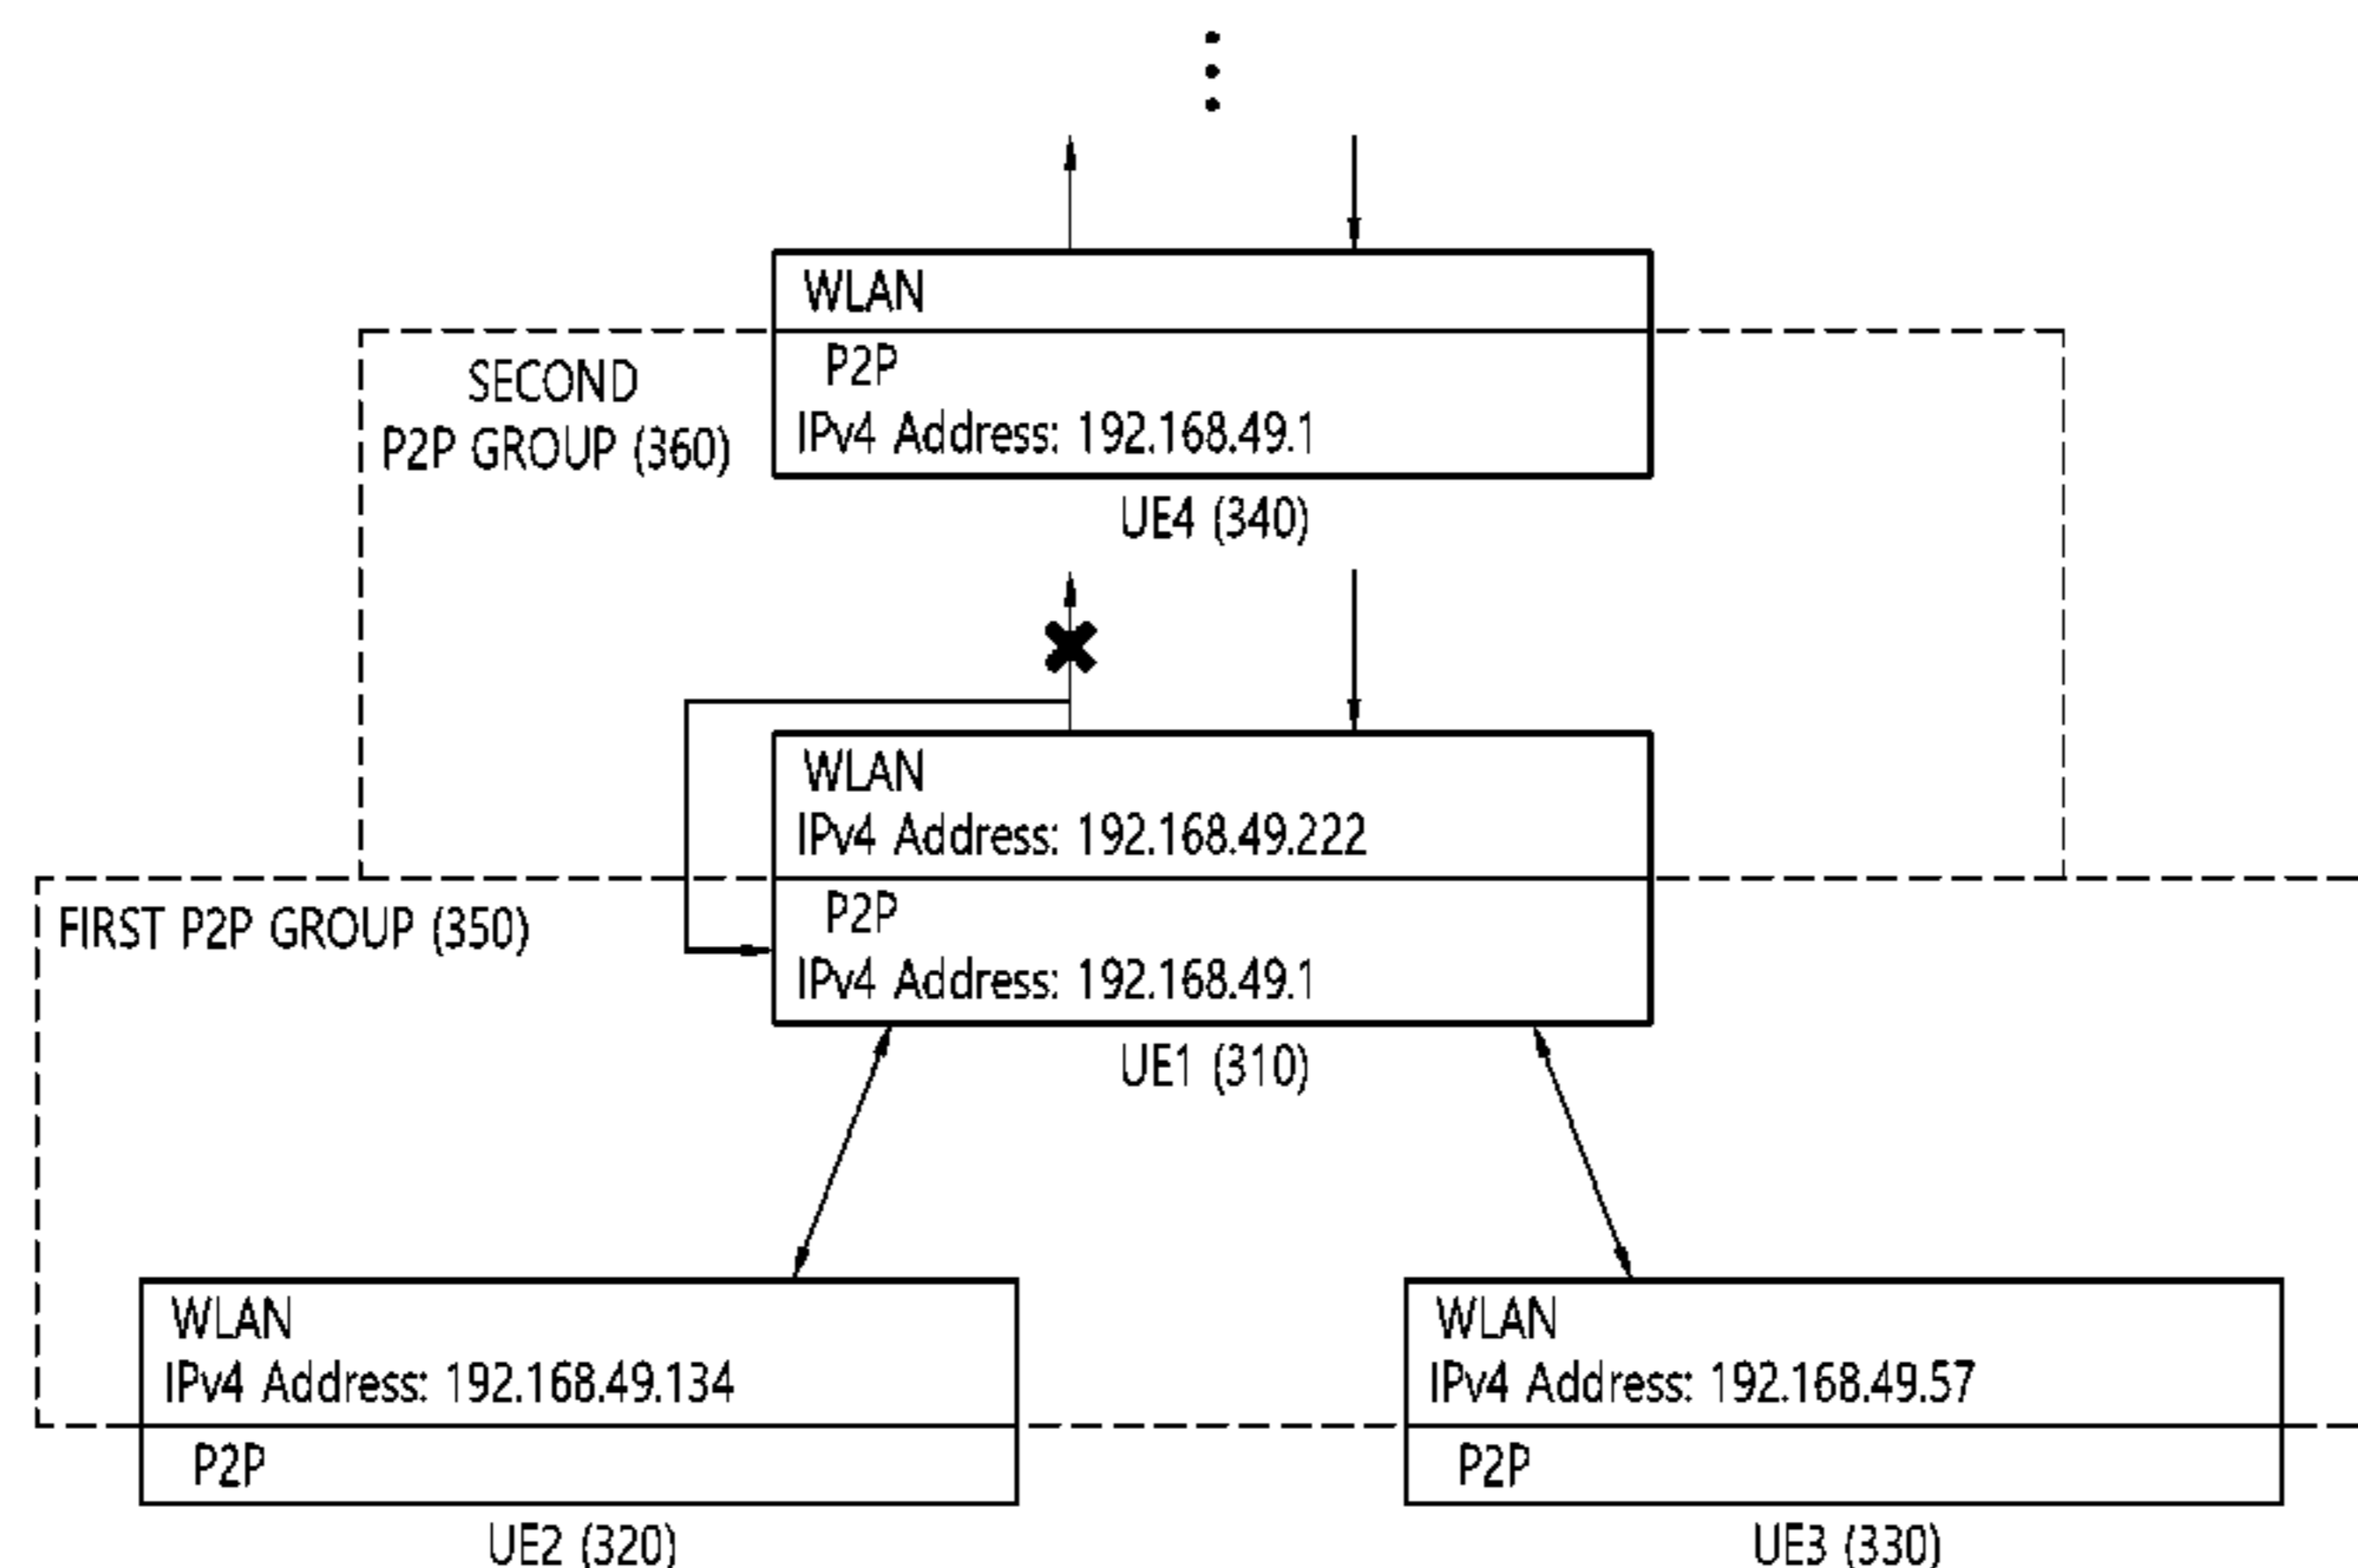 WLAN
SECOND
P2P GROUP (360)
P2P
IPv4 Address: 192.168.49.1
UE4 (340)
WLAN
IPv4 Address: 192.168.49.222
FIRST P2P GROUP (350)
P2P
IPv4 Address: 192.168.49.1
UE1 (310)
WLAN
IPv4 Address: 192.168.49.134
P2P
UE2 (320)
WLAN
IPv4 Address: 192.168.49.57
P2P
UE3 (330)